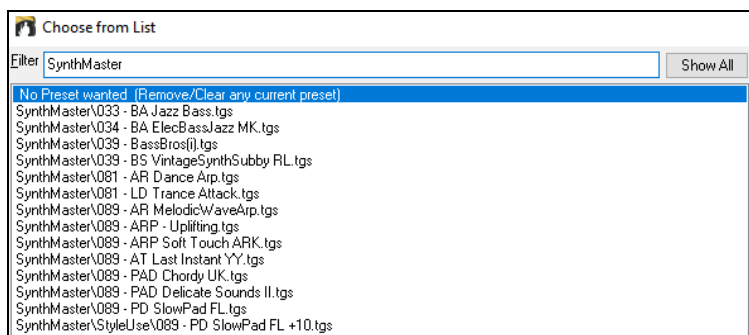 Choose from List
Filter SynthMaster Show All
No Preset wanted (Remove/Clear any current preset)
SynthMaster\033 - BA Jazz Bass.tgs
SynthMaster\034 - BA ElecBassJazz MK.tgs
SynthMaster\039 - BassBros(i).tgs
SynthMaster\039 - BS VintageSynthSubby RL.tgs
SynthMaster\081 - AR Dance Arp.tgs
SynthMaster\081 - LD Trance Attack.tgs
SynthMaster\089 - AR MelodicWaveArp.tgs
SynthMaster\089 - ARP - Uplifting.tgs
SynthMaster\089 - ARP Soft Touch ARK.tgs
SynthMaster\089 - AT Last Instant YY.tgs
SynthMaster\089 - PAD Chordy UK.tgs
SynthMaster\089 - PAD Delicate Sounds II.tgs
SynthMaster\089 - PD SlowPad FL.tgs
SynthMaster\StyleUse\089 - PD SlowPad FL +10.tgs